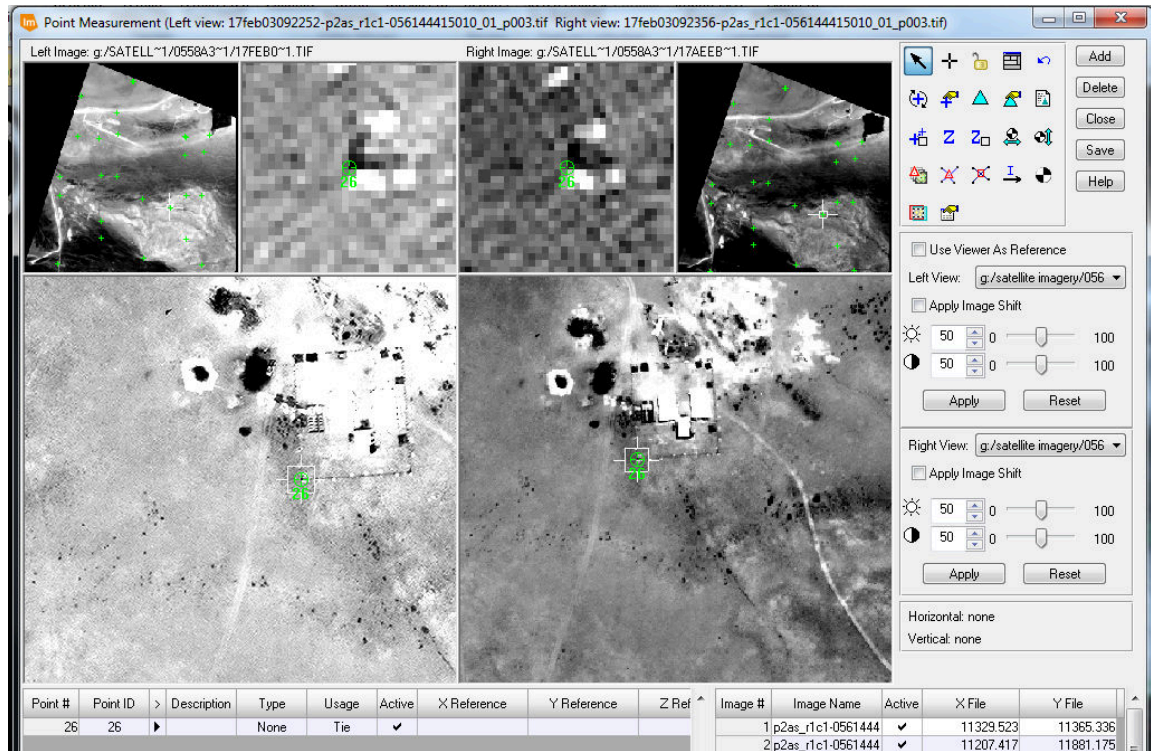 Im Point Measurement (Left view: 17feb03092252-p2as_r1c1-056144415010_01_p003.tif Right view: 17feb03092356-p2as_r1c1-056144415010_01_p003.tif)
Left Image: g:/SATELL~1/0558A3~1/17FEB0~1.TIF
Right Image: g:/SATELL~1/0558A3~1/17AEEB~1.TIF
26
26
26
26
Add
Delete
Close
Save
Help
Z Z
I
Use Viewer As Reference
Left View: g:/satellite imagery/056
Apply Image Shift
50 0 100
50 0 100
Apply Reset
Right View: g:/satellite imagery/056
Apply Image Shift
50 0 100
50 0 100
Apply Reset
Horizontal: none
Vertical: none
Point # Point ID > Description Type Usage Active X Reference Y Reference Z Ref
26 26 None Tie
Image # Image Name Active X File Y File
1 p2as_r1c1-0561444 11329.523 11365.336
2 p2as_r1c1-0561444 11207.417 11881.175